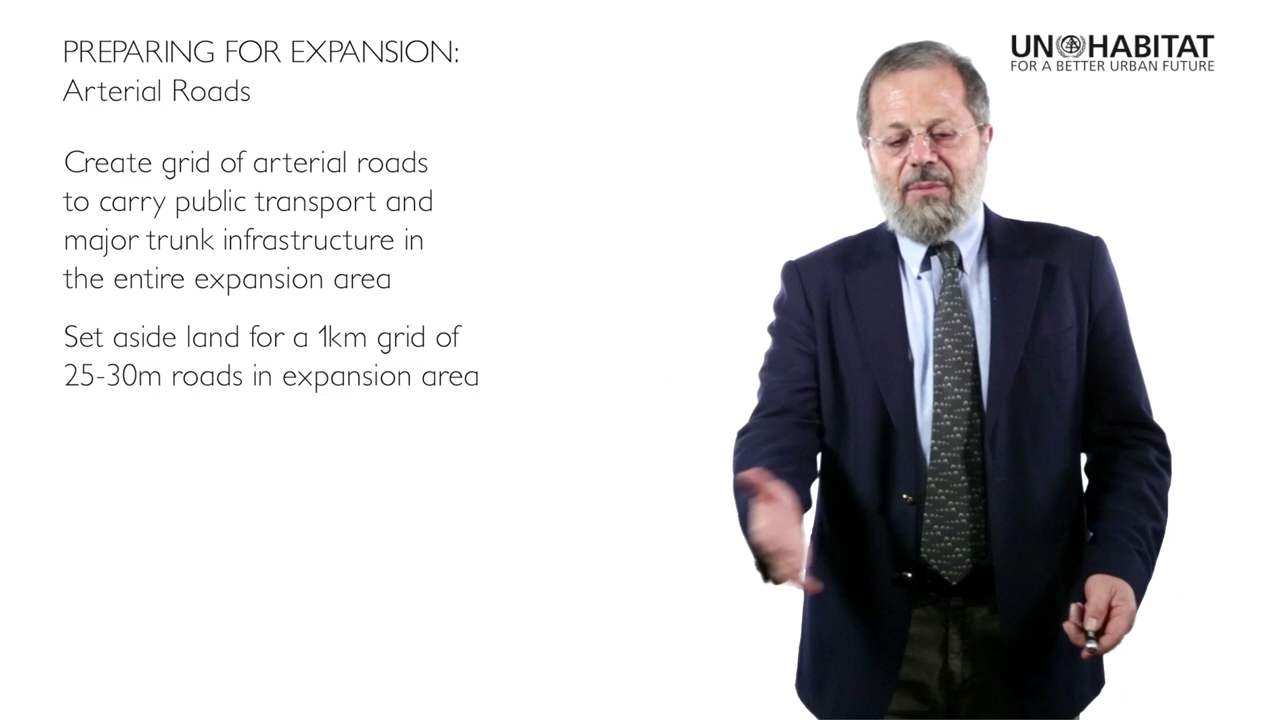 PREPARING FOR EXPANSION:
Arterial Roads
Create grid of arterial roads
to carry public transport and
major trunk infrastructure in
the entire expansion area
Set aside land for a 1km grid of
25-30m roads in expansion area
UN HABITAT
FOR A BETTER URBAN FUTURE